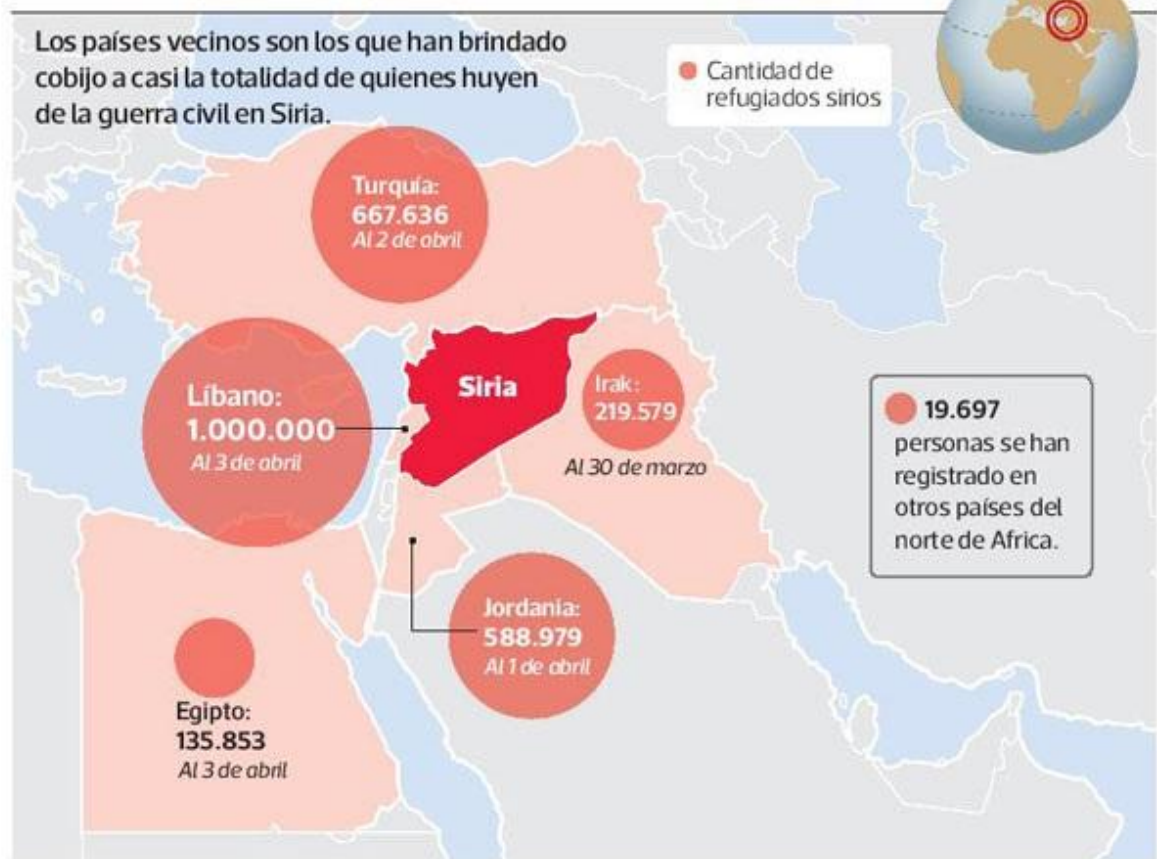 Los países vecinos son los que han brindado
cobijo a casi la totalidad de quienes huyen
de la guerra civil en Siria.
Cantidad de
refugiados sirios
Turquía:
667.636
Al 2 de abril
Líbano:
1.000.000
Al 3 de abril
Siria
Irak:
219.579
Al 30 de marzo
19.697
personas se han
registrado en
otros países del
norte de Africa.
Jordania:
588.979
Al 1 de abril
Egipto:
135.853
Al 3 de abril